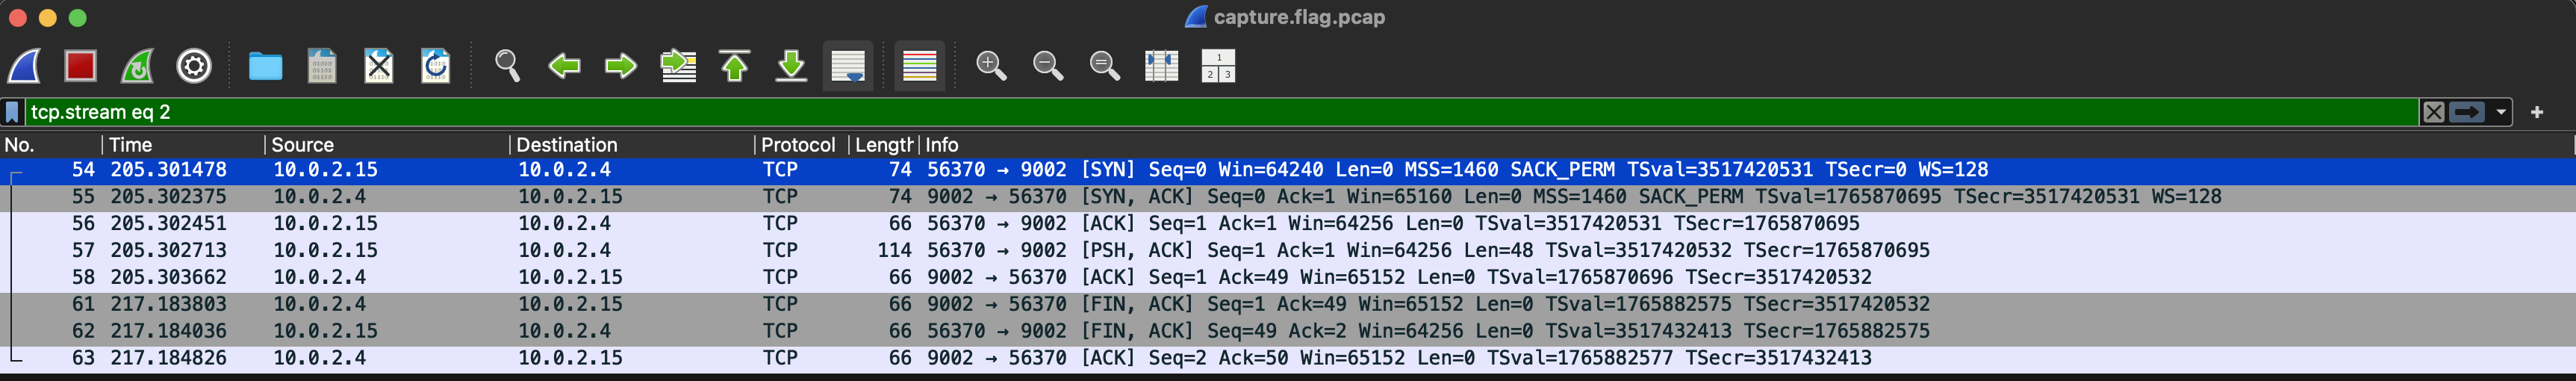 capture.flag.pcap
tcp.stream eq 2
No. Time Source Destination Protocol Length Info
54 205.301478 10.0.2.15 10.0.2.4 TCP 74 56370 → 9002 [SYN] Seq=0 Win=64240 Len=0 MSS=1460 SACK_PERM TSval=3517420531 TSecr=0 WS=128
55 205.302375 10.0.2.4 10.0.2.15 TCP 74 9002 → 56370 [SYN, ACK] Seq=0 Ack=1 Win=65160 Len=0 MSS=1460 SACK_PERM TSval=1765870695 TSecr=3517420531 WS=128
56 205.302451 10.0.2.15 10.0.2.4 TCP 66 56370 → 9002 [ACK] Seq=1 Ack=1 Win=64256 Len=0 TSval=3517420531 TSecr=1765870695
57 205.302713 10.0.2.15 10.0.2.4 TCP 114 56370 → 9002 [PSH, ACK] Seq=1 Ack=1 Win=64256 Len=48 TSval=3517420532 TSecr=1765870695
58 205.303662 10.0.2.4 10.0.2.15 TCP 66 9002 → 56370 [ACK] Seq=1 Ack=49 Win=65152 Len=0 TSval=1765870696 TSecr=3517420532
61 217.183803 10.0.2.4 10.0.2.15 TCP 66 9002 → 56370 [FIN, ACK] Seq=1 Ack=49 Win=65152 Len=0 TSval=1765882575 TSecr=3517420532
62 217.184036 10.0.2.15 10.0.2.4 TCP 66 56370 → 9002 [FIN, ACK] Seq=49 Ack=2 Win=64256 Len=0 TSval=3517432413 TSecr=1765882575
63 217.184826 10.0.2.4 10.0.2.15 TCP 66 9002 → 56370 [ACK] Seq=2 Ack=50 Win=65152 Len=0 TSval=1765882577 TSecr=3517432413